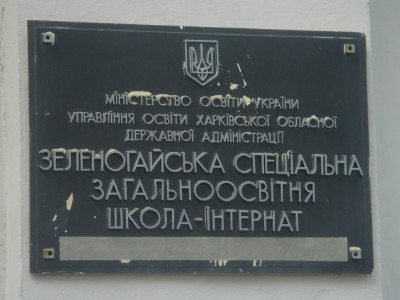 МІНІСТЕРСТВО ОСВІТИ УКРАЇНИ
УПРАВЛІННЯ ОСВІТИ ХАРКІВСЬКОЇ ОБЛАСНОЇ
ДЕРЖАВНОЇ АДМІНІСТРАЦІЇ
ЗЕЛЕНОГАЙСЬКА СПЕЦІАЛЬНА
ЗАГАЛЬНООСВІТНЯ
ШКОЛА-ІНТЕРНАТ